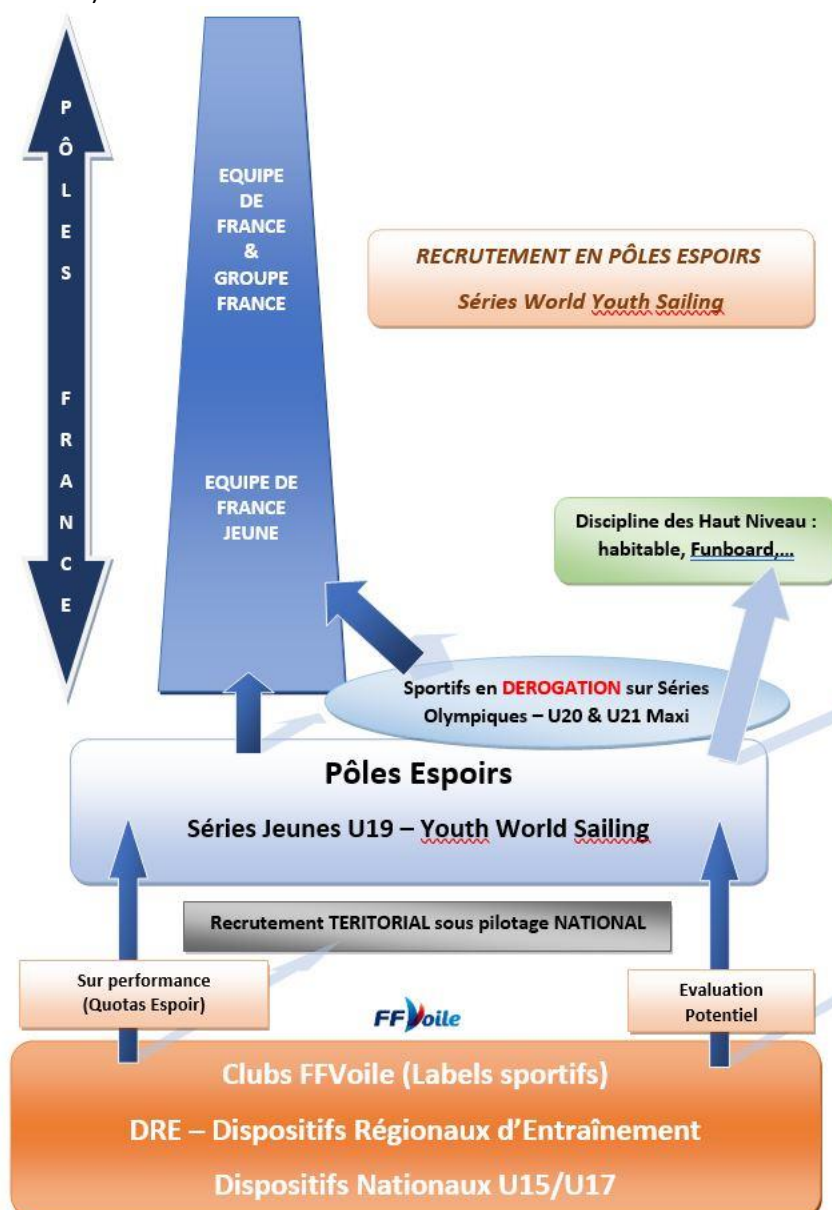 PÔLES FRANCE
EQUIPE
DE
FRANCE
&
GROUPE
FRANCE
RECRUTEMENT EN PÔLES ESPOIRS
Séries World Youth Sailing
EQUIPE DE
FRANCE
JEUNE
Discipline des Haut Niveau :
habitable, Funboard,...
Sportifs en DEROGATION sur Séries
Olympiques – U20 & U21 Maxi
Pôles Espoirs
Séries Jeunes U19 – Youth World Sailing
Recrutement TERITORIAL sous pilotage NATIONAL
Sur performance
(Quotas Espoir)
Evaluation
Potentiel
FFVoile
Clubs FFVoile (Labels sportifs)
DRE – Dispositifs Régionaux d'Entraînement
Dispositifs Nationaux U15/U17